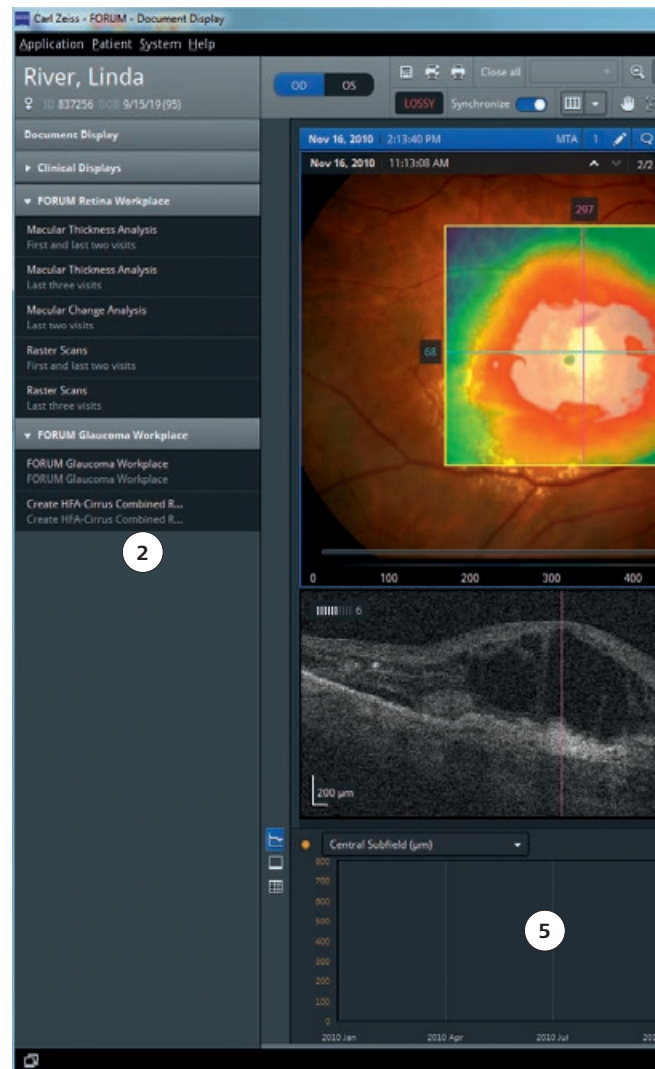 Carl Zeiss - FORUM - Document Display
Application Patient System Help
River, Linda
ID 837256 DOB 9/15/19 (95)
OD OS
Close all
LOSSY Synchronize
Document Display
Clinical Displays
FORUM Retina Workplace
Macular Thickness Analysis
First and last two visits
Macular Thickness Analysis
Last three visits
Macular Change Analysis
Last two visits
Raster Scans
First and last two visits
Raster Scans
Last three visits
FORUM Glaucoma Workplace
FORUM Glaucoma Workplace
FORUM Glaucoma Workplace
Create HFA-Cirrus Combined R...
Create HFA-Cirrus Combined R...
2
Nov 16, 2010 2:13:40 PM MTA 1
Nov 16, 2010 11:13:08 AM 2/2
297
68
0 100 200 300 400
6
200 µm
Central Subfield (µm)
800
700
600
500
400
300
200
100
0
5
2010 Jan 2010 Apr 2010 Jul